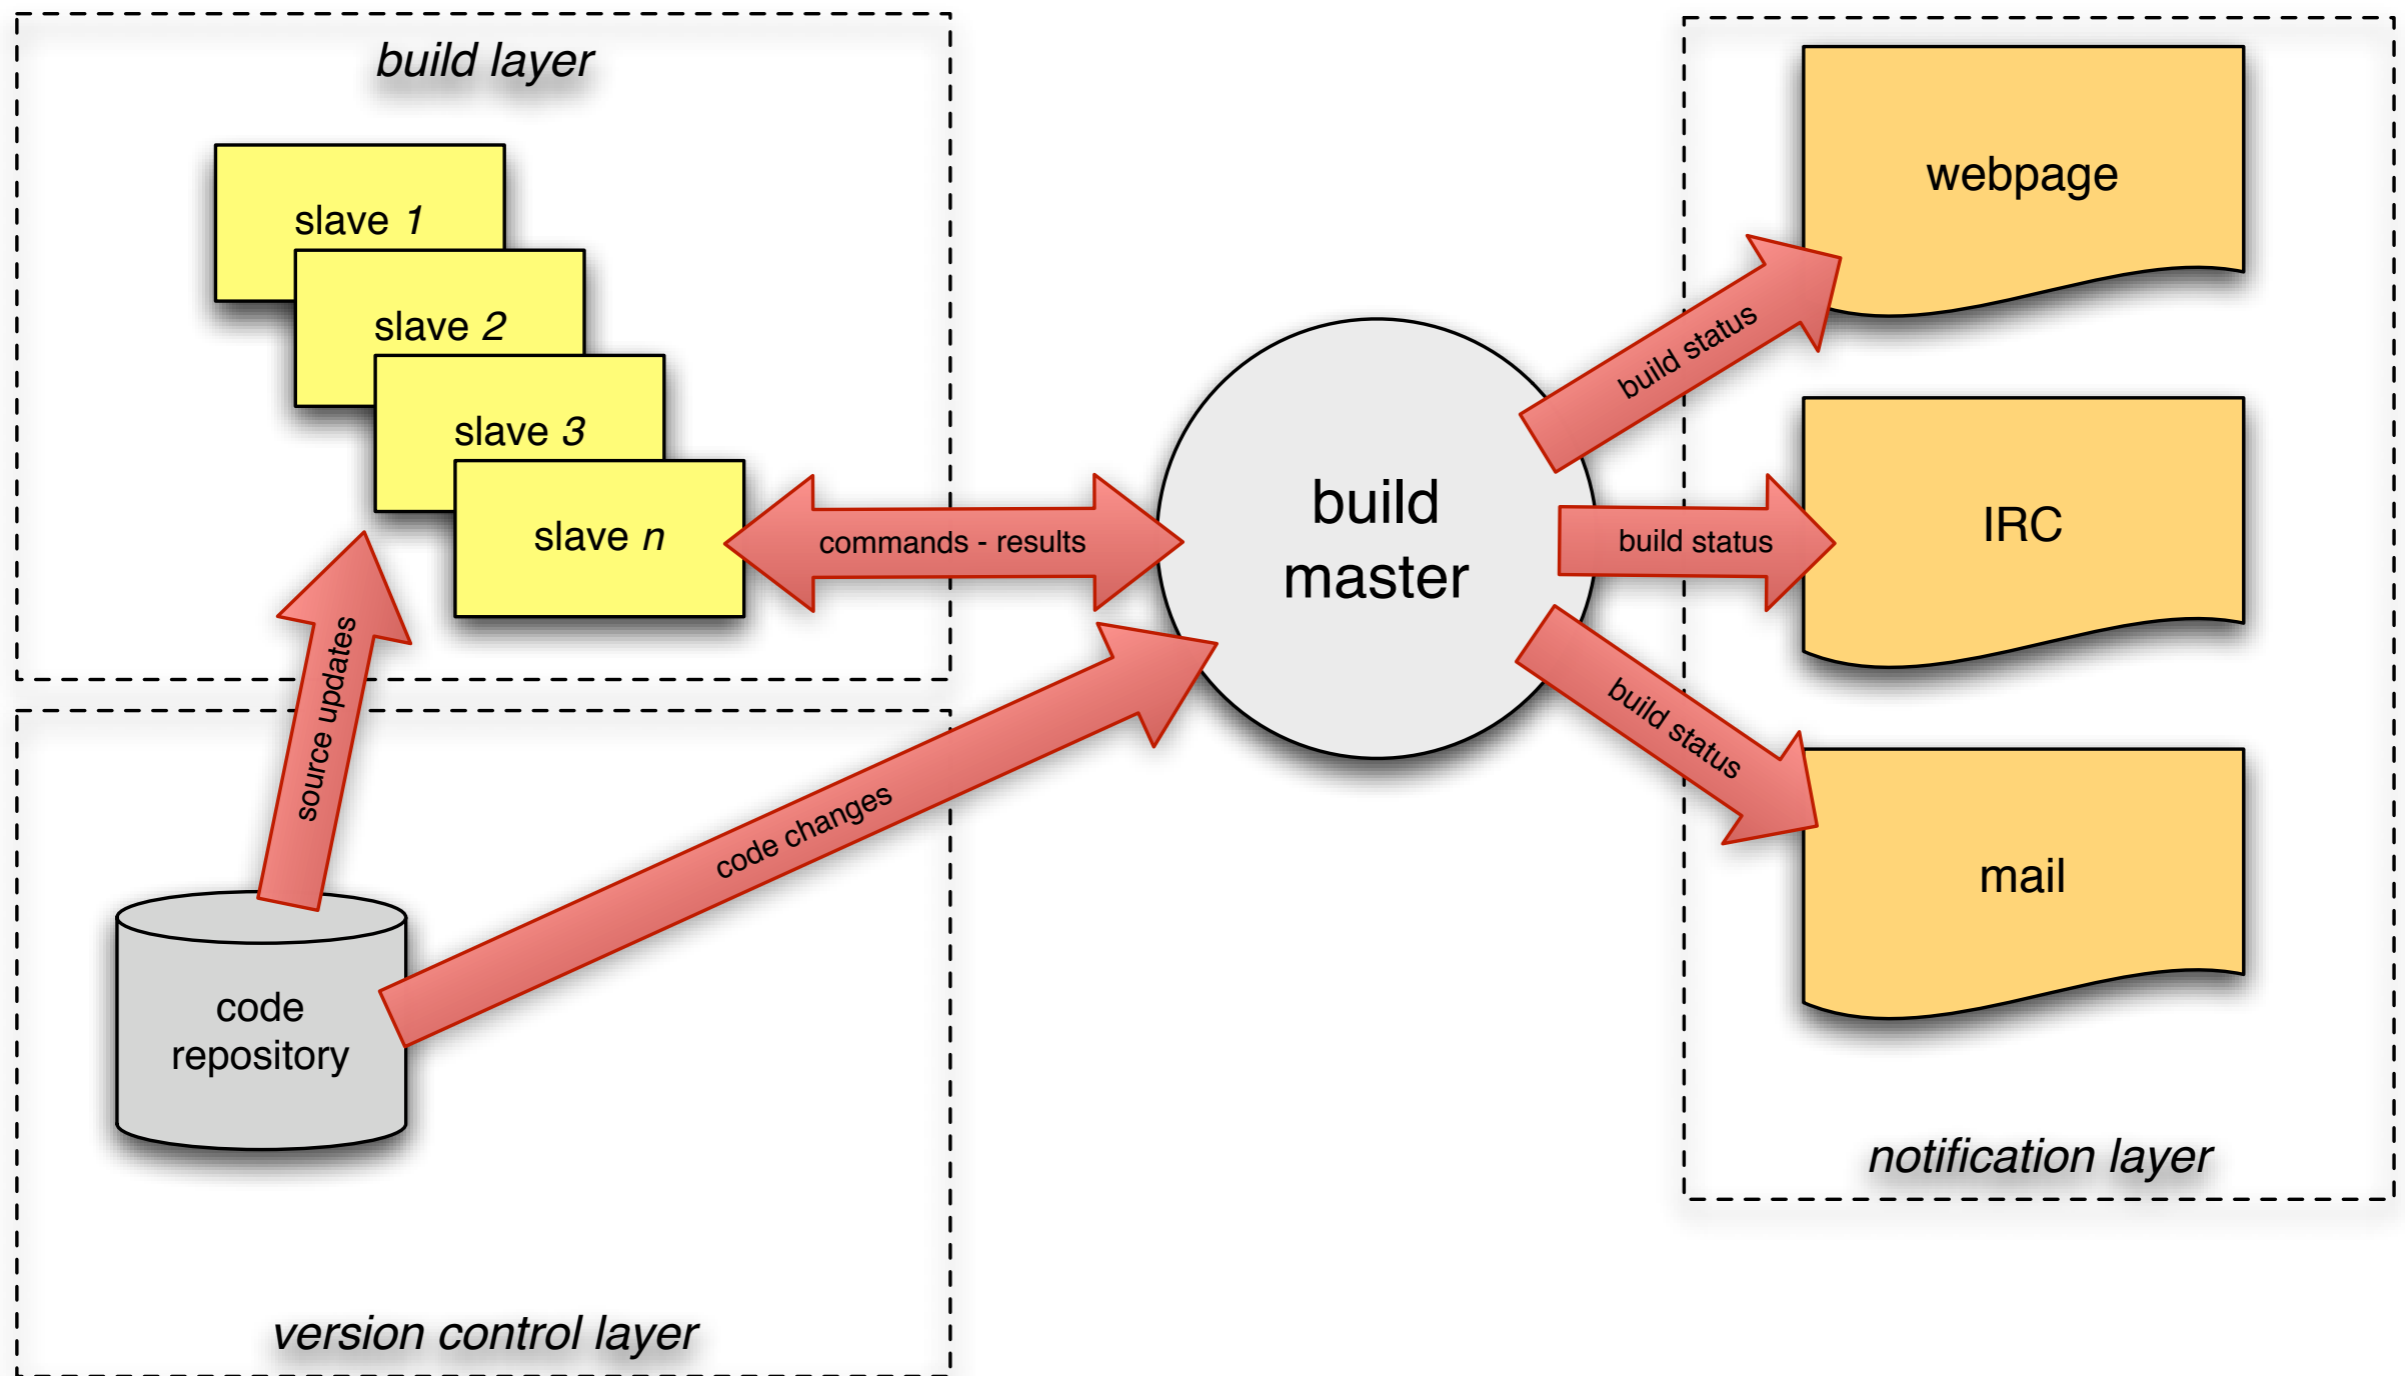 build layer
slave 1
slave 2
slave 3
slave n
source updates
commands - results
code changes
code
repository
version control layer
build
master
build status
build status
build status
webpage
IRC
mail
notification layer